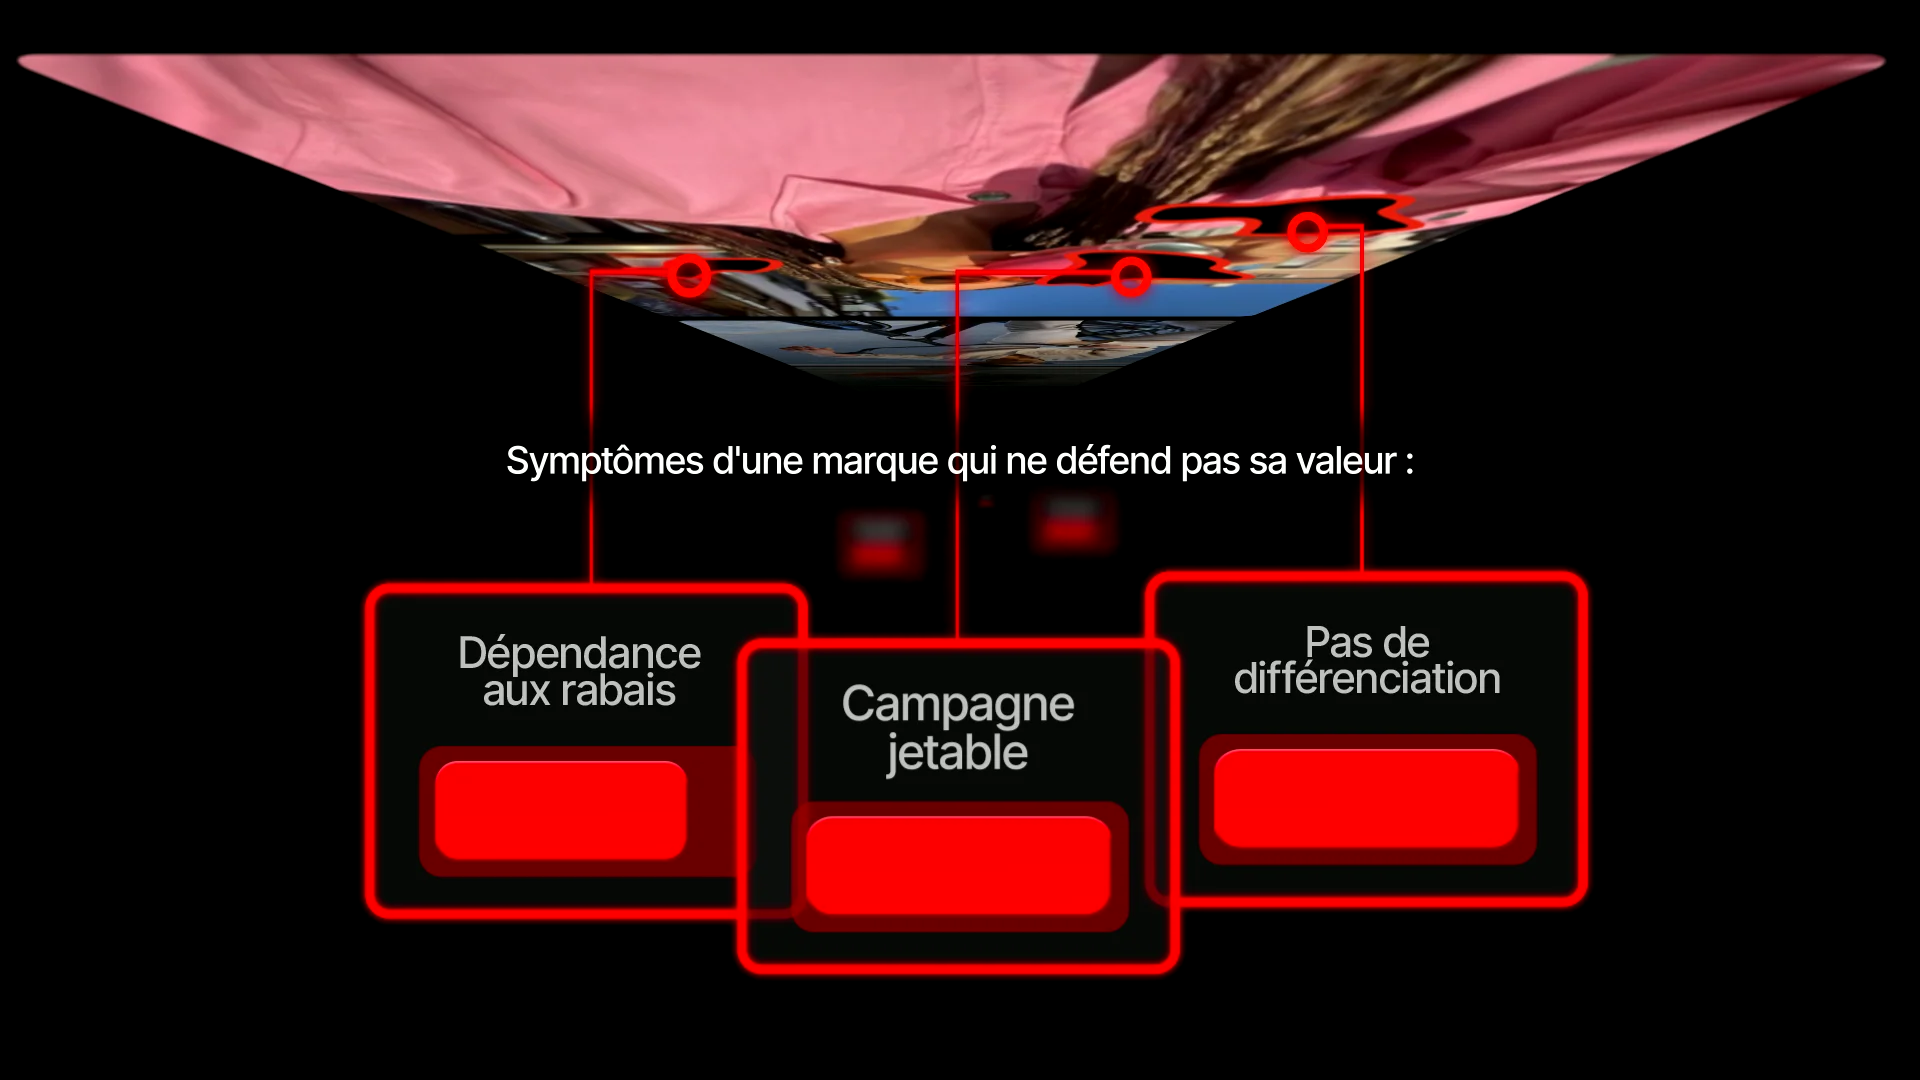 Symptômes d'une marque qui ne défend pas sa valeur :
Dépendance
aux rabais
Campagne
jetable
Pas de
différenciation